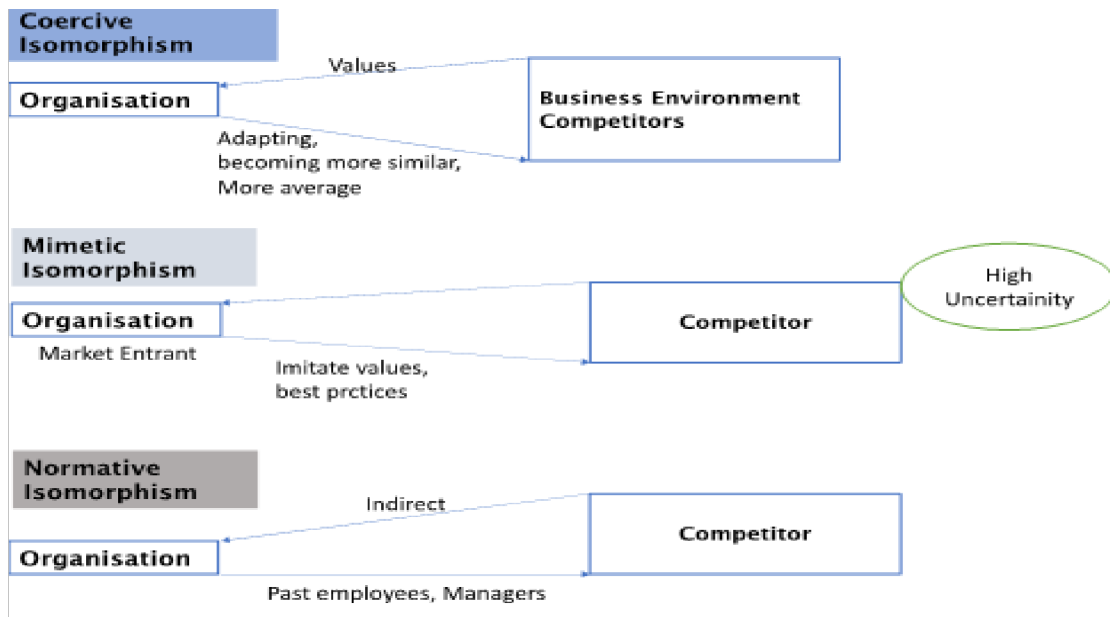 Coercive
Isomorphism
Values
Organisation
Business Environment
Competitors
Adapting,
becoming more similar,
More average
Mimetic
Isomorphism
High
Uncertainity
Organisation
Competitor
Market Entrant
Imitate values,
best prctices
Normative
Isomorphism
Indirect
Organisation
Competitor
Past employees, Managers